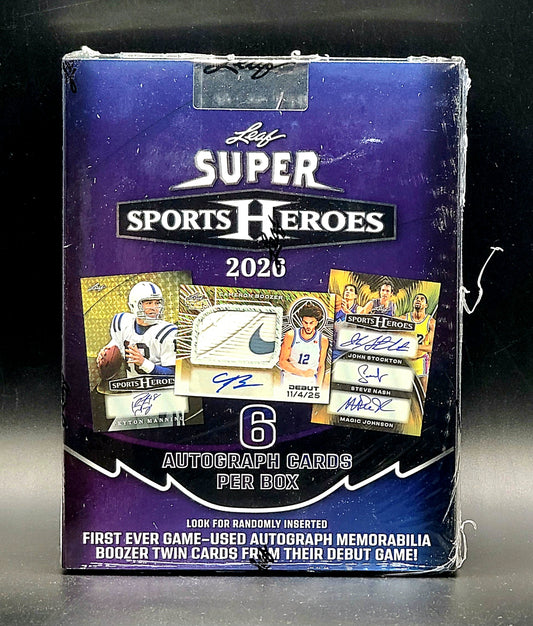 Leaf
Leaf
SUPER
SPORTS HEROES
2026
CAMERON BOOZER
SPORTS HEROES
12
SPORTS HEROES
JOHN STOCKTON
STEVE NASH
MAGIC JOHNSON
DEBUT
11/4/25
PEYTON MANNING
6
AUTOGRAPH CARDS
PER BOX
LOOK FOR RANDOMLY INSERTED
FIRST EVER GAME-USED AUTOGRAPH MEMORABILIA
BOOZER TWIN CARDS FROM THEIR DEBUT GAME!